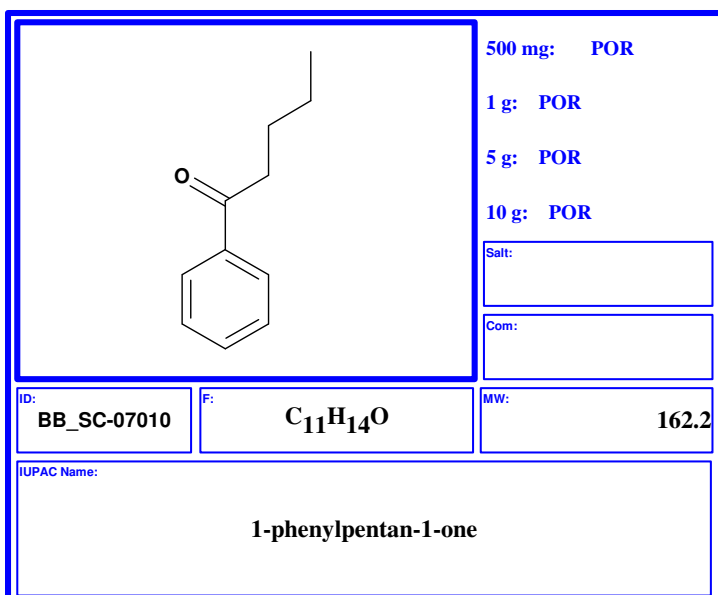 O
500 mg: POR
1 g: POR
5 g: POR
10 g: POR
Salt:
Com:
ID:
BB_SC-07010
F:
C11H14O
MW:
162.2
IUPAC Name:
1-phenylpentan-1-one